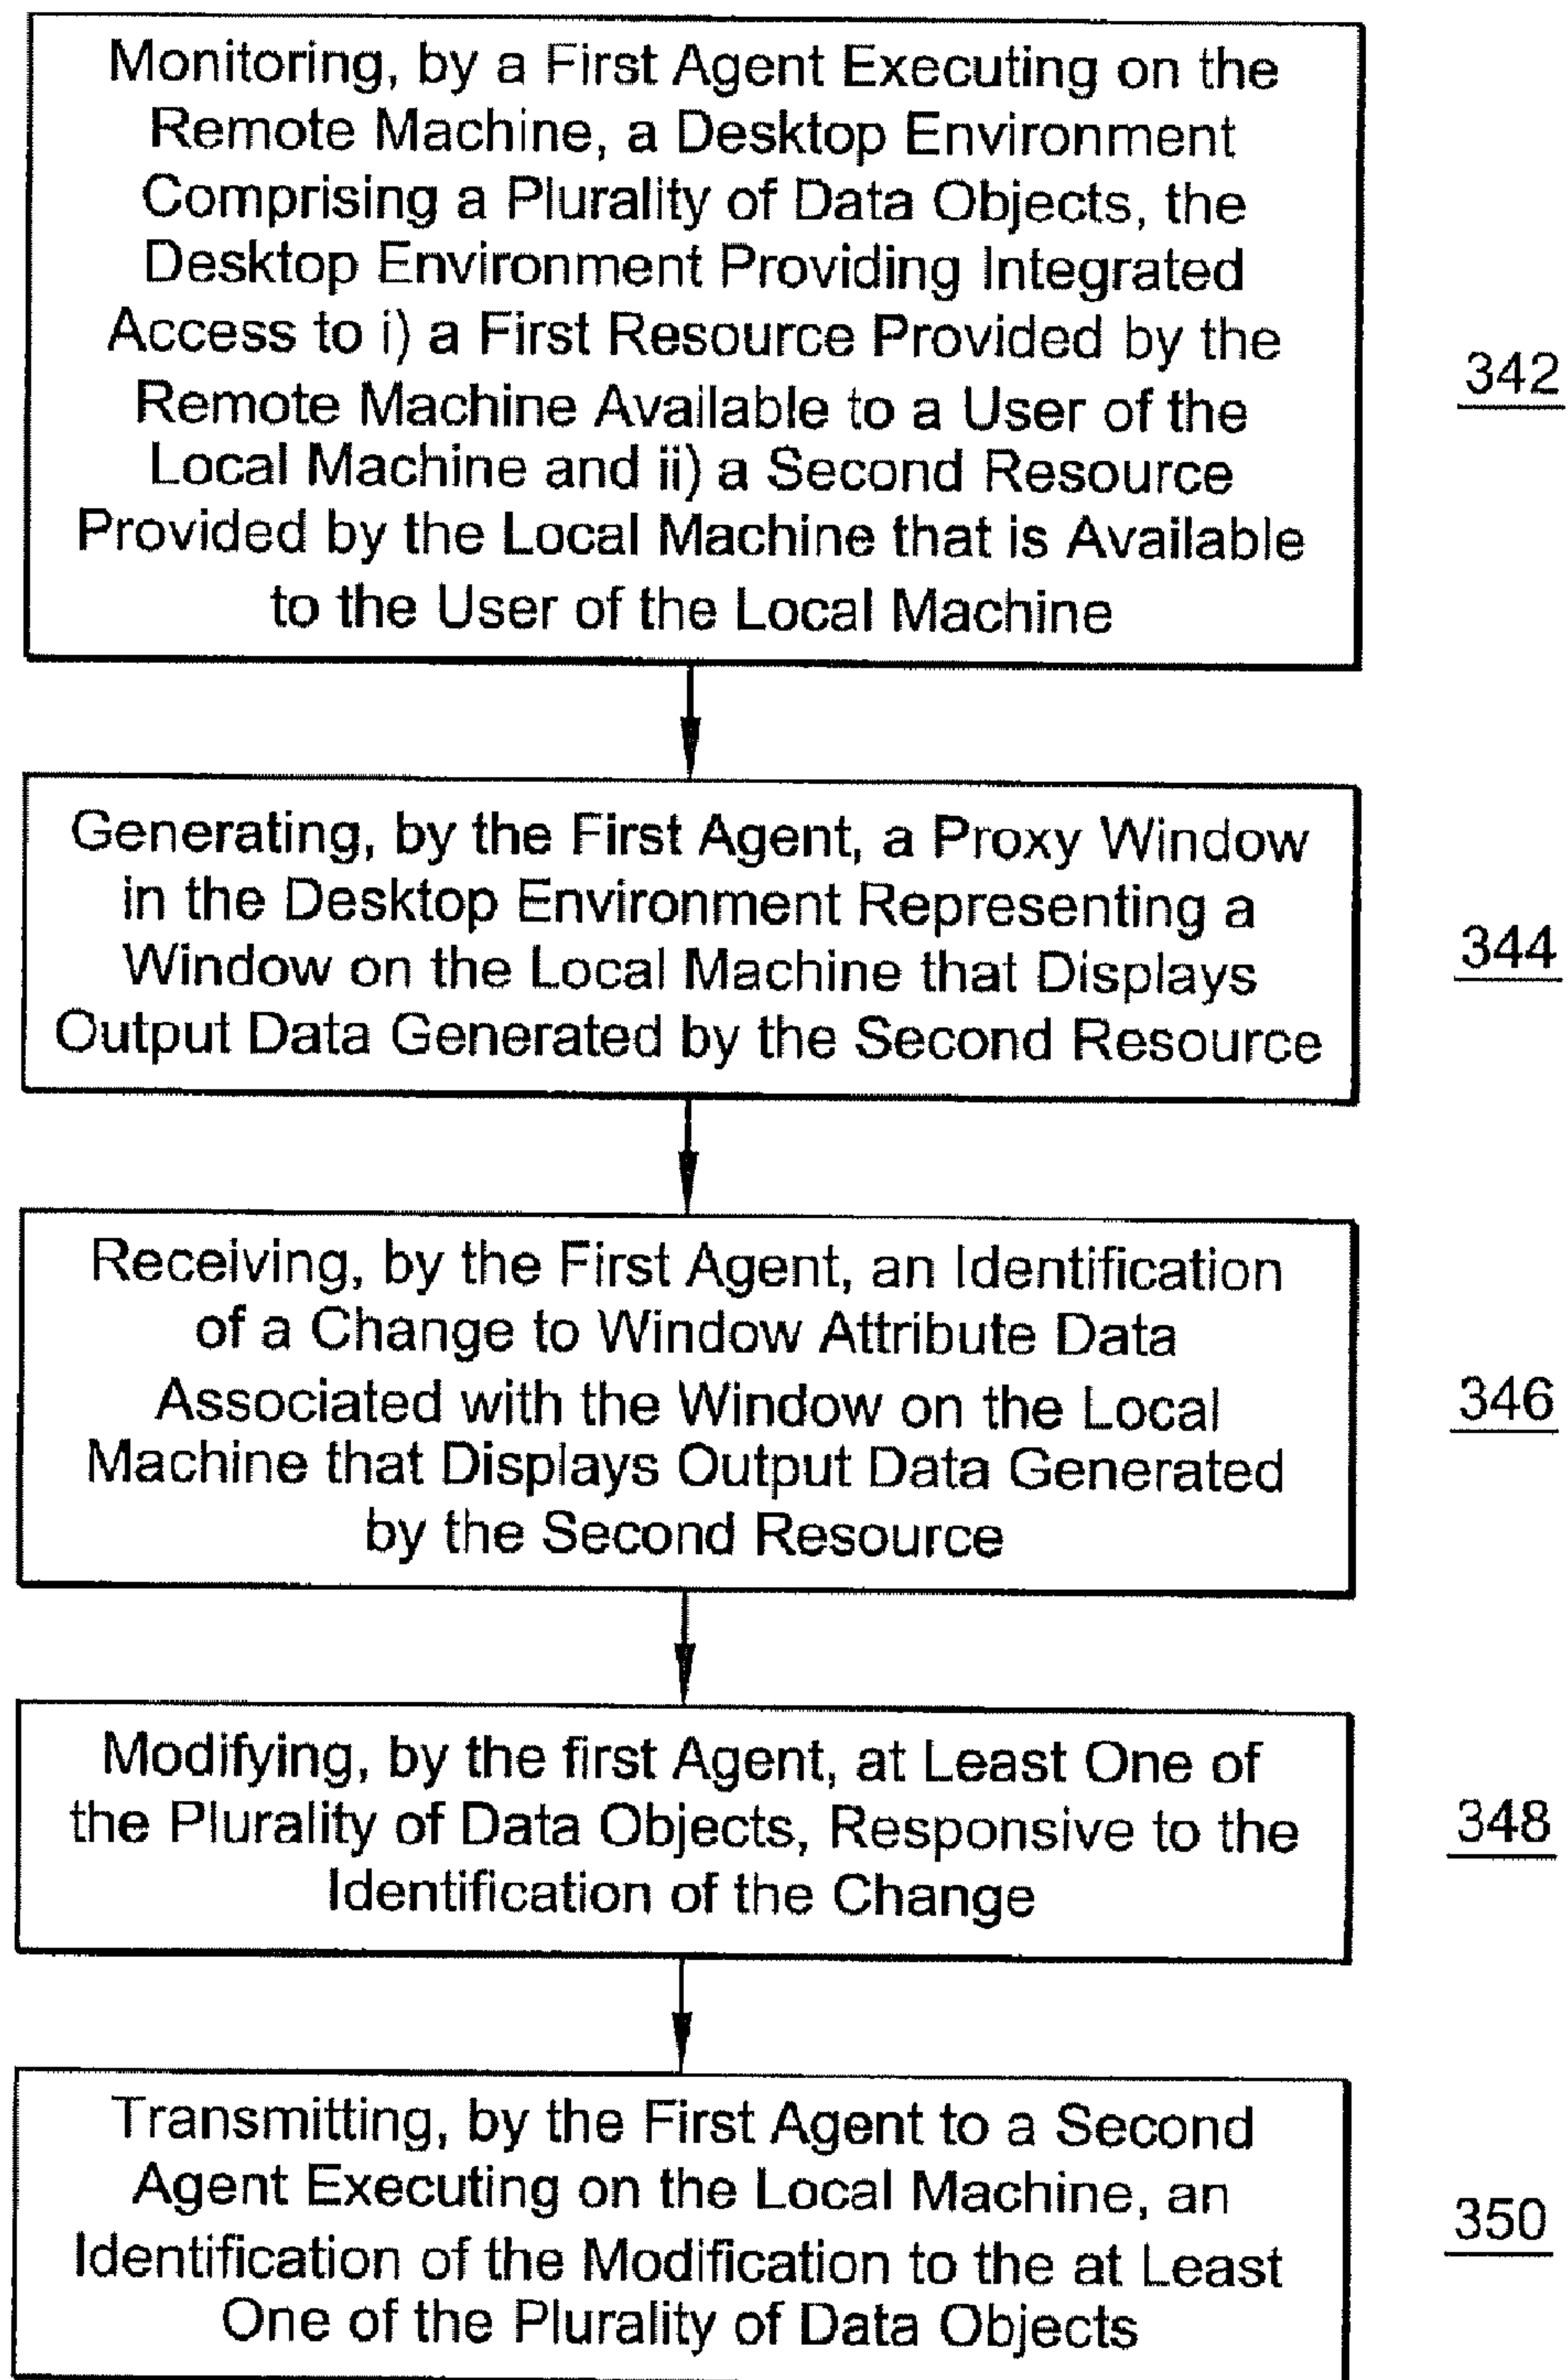 Monitoring, by a First Agent Executing on the
Remote Machine, a Desktop Environment
Comprising a Plurality of Data Objects, the
Desktop Environment Providing Integrated
Access to i) a First Resource Provided by the
Remote Machine Available to a User of the
Local Machine and ii) a Second Resource
Provided by the Local Machine that is Available
to the User of the Local Machine
342
Generating, by the First Agent, a Proxy Window
in the Desktop Environment Representing a
Window on the Local Machine that Displays
Output Data Generated by the Second Resource
344
Receiving, by the First Agent, an Identification
of a Change to Window Attribute Data
Associated with the Window on the Local
Machine that Displays Output Data Generated
by the Second Resource
346
Modifying, by the first Agent, at Least One of
the Plurality of Data Objects, Responsive to the
Identification of the Change
348
Transmitting, by the First Agent to a Second
Agent Executing on the Local Machine, an
Identification of the Modification to the at Least
One of the Plurality of Data Objects
350